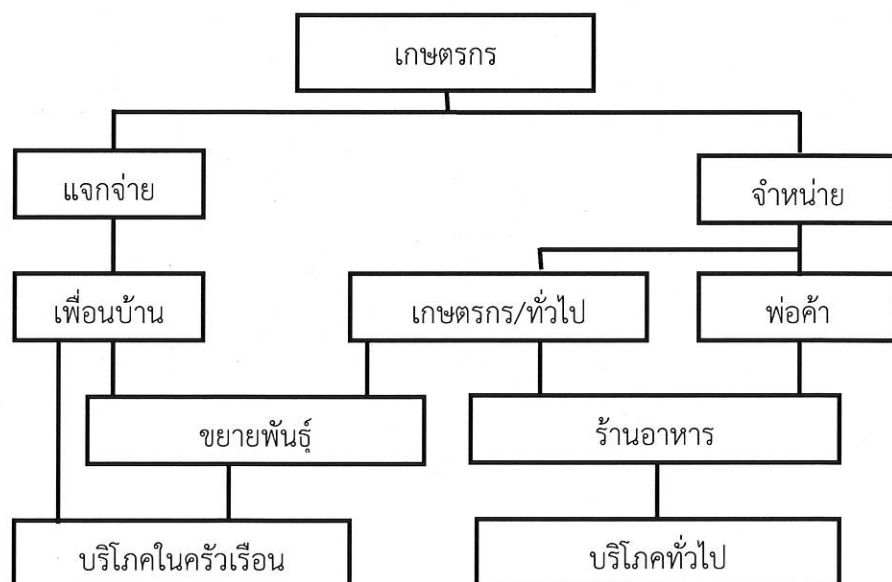 เกษตรกร
แจกจ่าย
จำหน่าย
เพื่อนบ้าน
เกษตรกร/ทั่วไป
พ่อค้า
ขยายพันธุ์
ร้านอาหาร
บริโภคในครัวเรือน
บริโภคทั่วไป